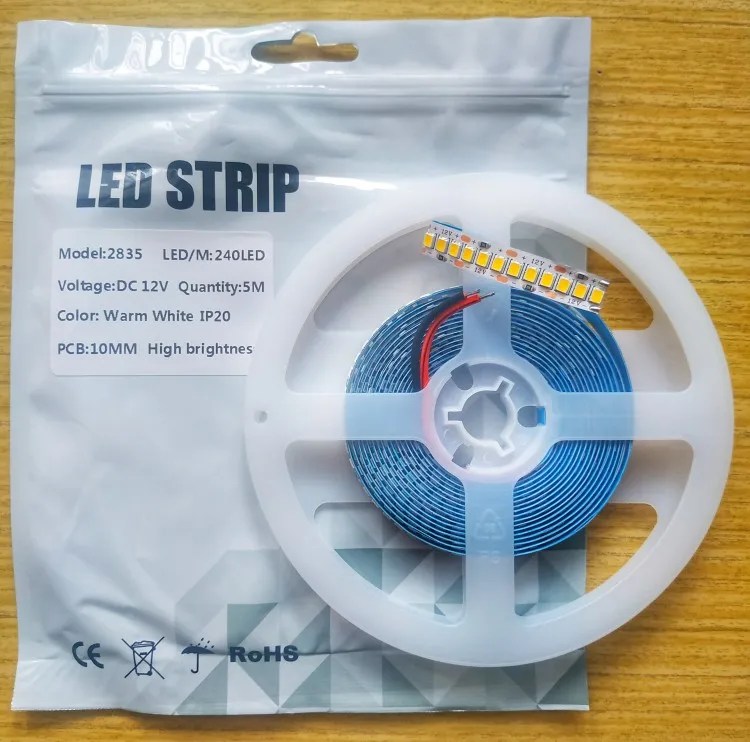 LED STRIP
Model:2835 LED/M:240LED
Voltage:DC 12V Quantity:5M
Color: Warm White IP20
PCB:10MM High brightnes
CE
RoHS
+ 12V +
12V